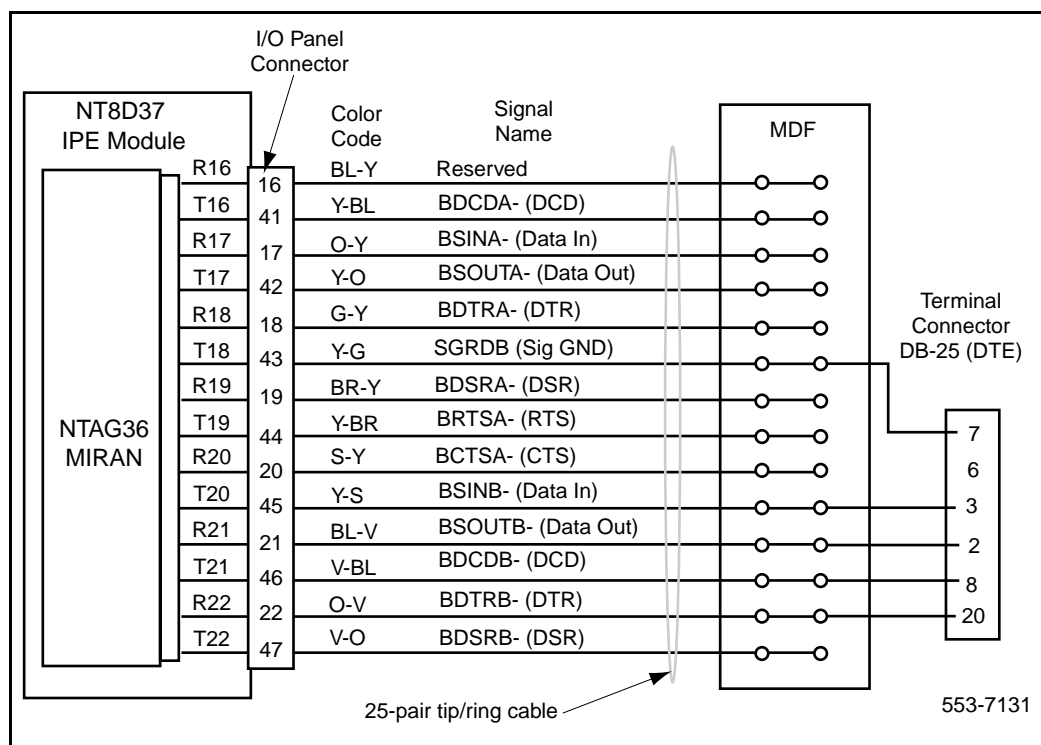 I/O Panel
Connector
NT8D37
IPE Module
Color
Code
Signal
Name
MDF
R16 16 BL-Y Reserved
T16 41 Y-BL BDCDA- (DCD)
R17 17 O-Y BSINA- (Data In)
T17 42 Y-O BSOUTA- (Data Out)
R18 18 G-Y BDTRA- (DTR)
T18 43 Y-G SGRDB (Sig GND)
R19 19 BR-Y BDSRA- (DSR)
T19 44 Y-BR BRTSA- (RTS)
R20 20 S-Y BCTSA- (CTS)
T20 45 Y-S BSINB- (Data In)
R21 21 BL-V BSOUTB- (Data Out)
T21 46 V-BL BDCDB- (DCD)
R22 22 O-V BDTRB- (DTR)
T22 47 V-O BDSRB- (DSR)
NTAG36
MIRAN
Terminal
Connector
DB-25 (DTE)
7
6
3
2
8
20
25-pair tip/ring cable
553-7131